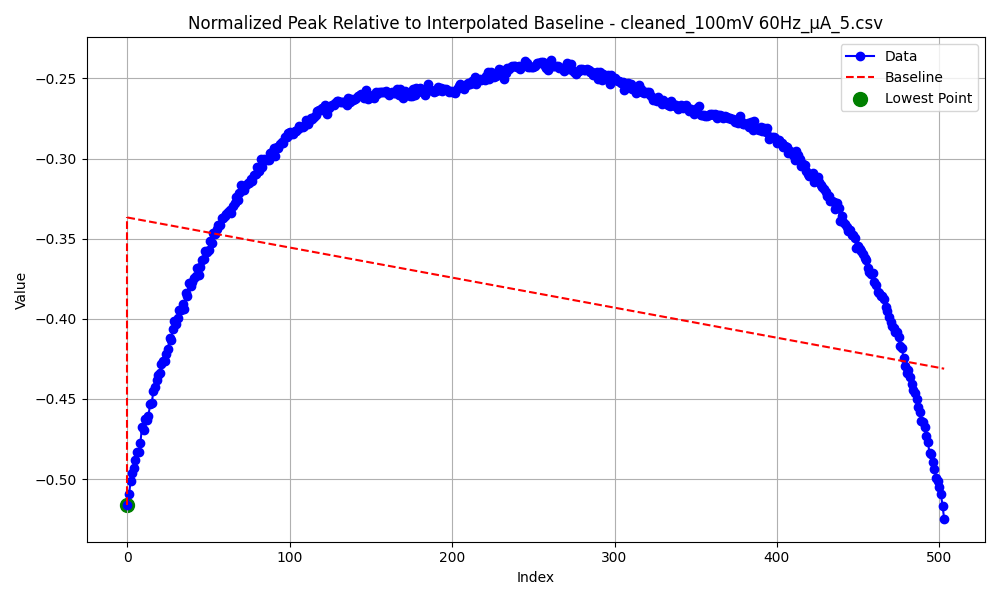 Normalized Peak Relative to Interpolated Baseline - cleaned_100mV 60Hz_µA_5.csv
Data
Baseline
Lowest Point
−0.25
−0.30
−0.35
−0.40
−0.45
−0.50
Value
0 100 200 300 400 500
Index